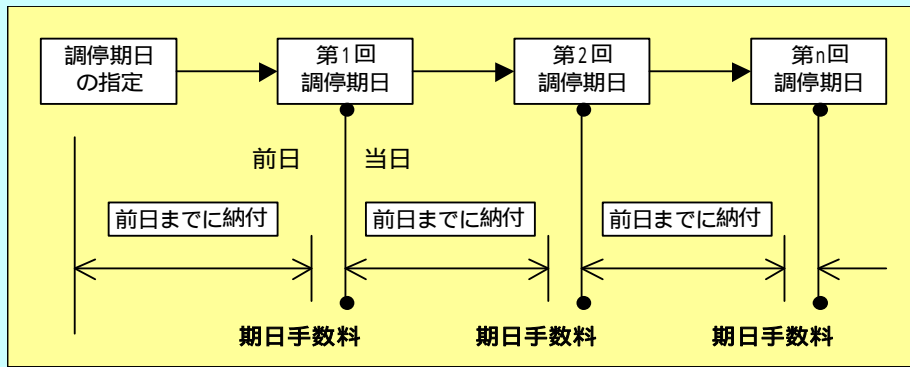 調停期日
の指定
第1回
調停期日
第2回
調停期日
第n回
調停期日
前日
当日
前日までに納付
前日までに納付
前日までに納付
期日手数料
期日手数料
期日手数料